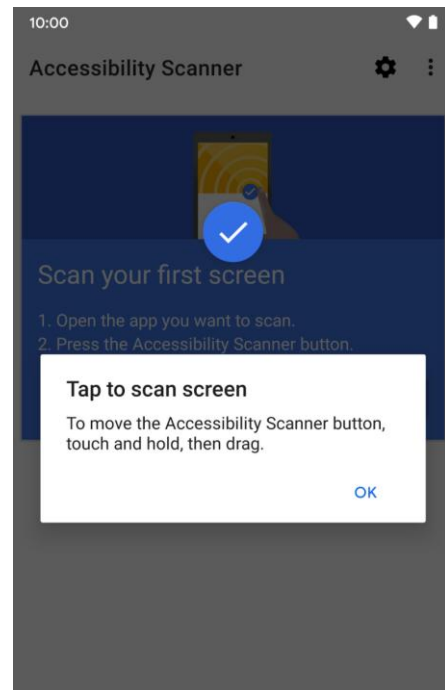 10:00
Accessibility Scanner
Scan your first screen
1. Open the app you want to scan.
2. Press the Accessibility Scanner button.
Tap to scan screen
To move the Accessibility Scanner button,
touch and hold, then drag.
OK